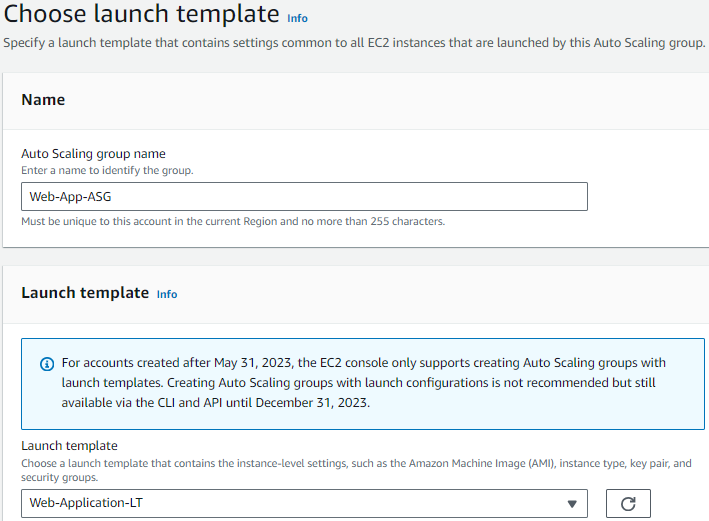 Choose launch template Info
Specify a launch template that contains settings common to all EC2 instances that are launched by this Auto Scaling group.
Name
Auto Scaling group name
Enter a name to identify the group.
Web-App-ASG
Must be unique to this account in the current Region and no more than 255 characters.
Launch template Info
For accounts created after May 31, 2023, the EC2 console only supports creating Auto Scaling groups with
launch templates. Creating Auto Scaling groups with launch configurations is not recommended but still
available via the CLI and API until December 31, 2023.
Launch template
Choose a launch template that contains the instance-level settings, such as the Amazon Machine Image (AMI), instance type, key pair, and
security groups.
Web-Application-LT